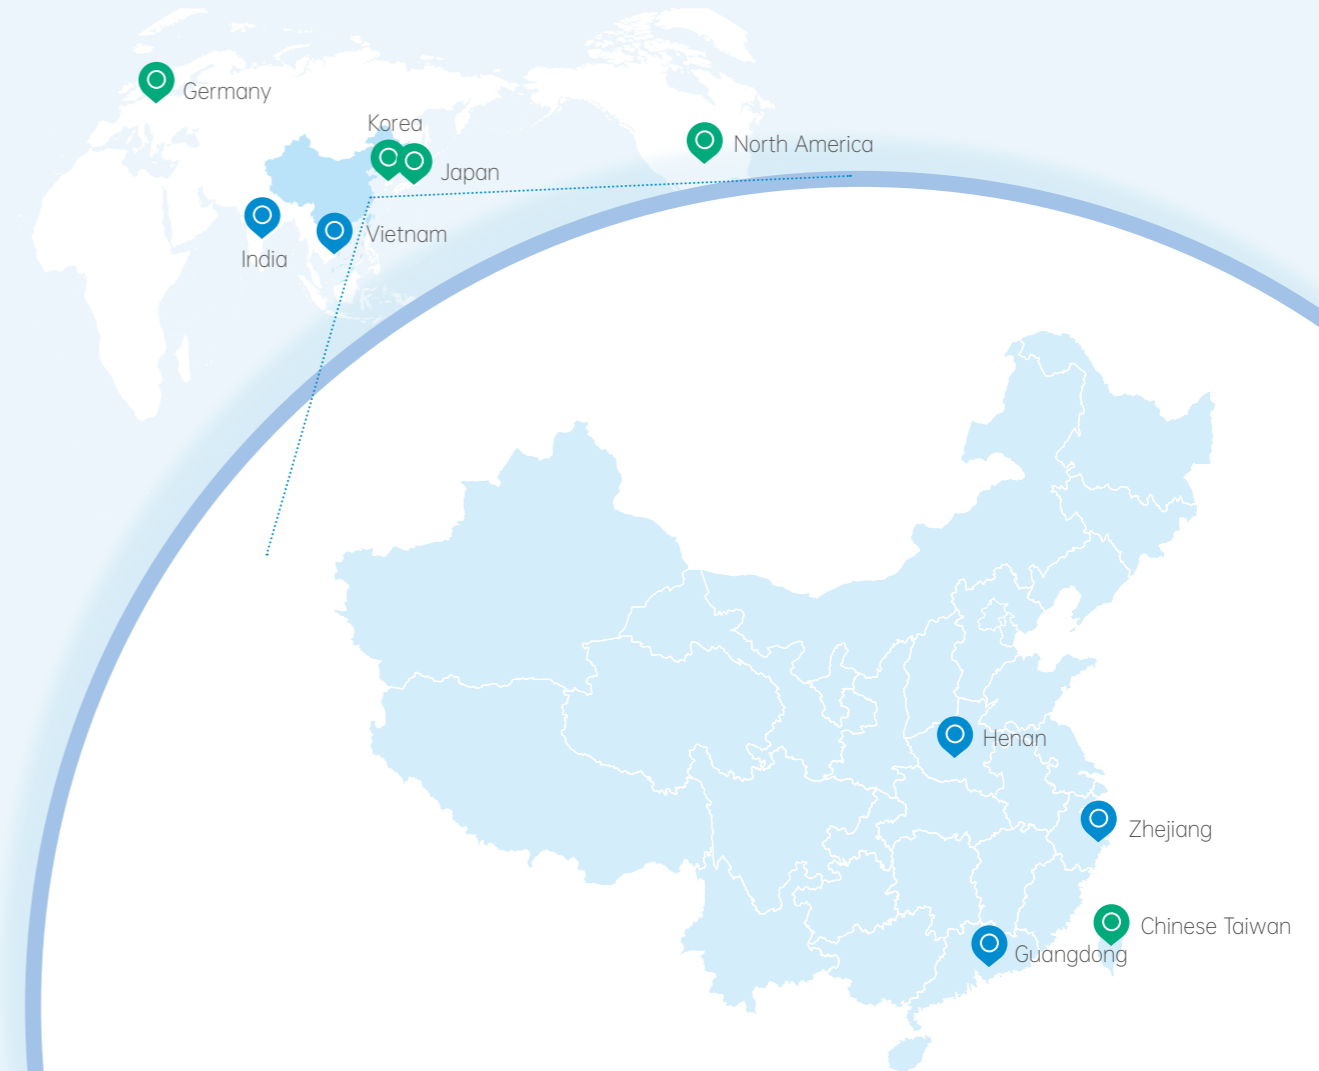 Germany
Korea
North America
Japan
Vietnam
India
Henan
Zhejiang
Chinese Taiwan
Guangdong